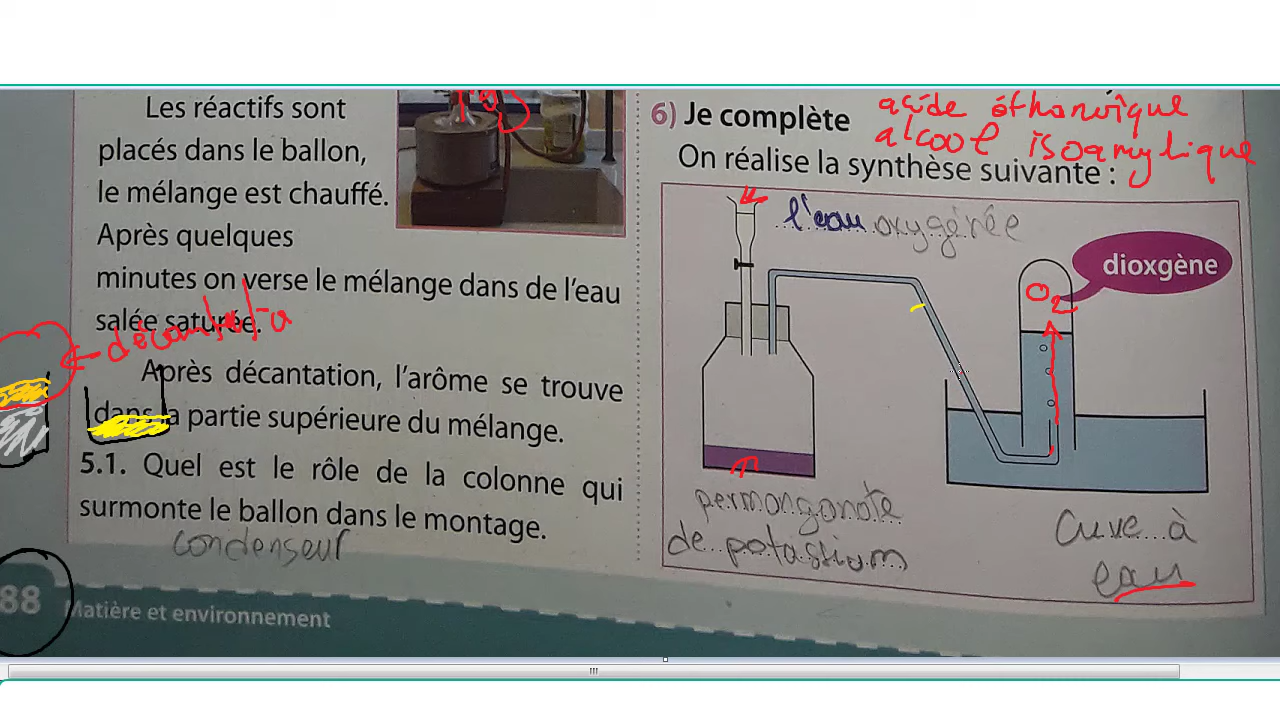 Les réactifs sont
placés dans le ballon,
le mélange est chauffé.
Après quelques
minutes on verse le mélange dans de l'eau
salée saturée.
décantat
Après décantation, l'arôme se trouve
dans la partie supérieure du mélange.
5.1. Quel est le rôle de la colonne qui
surmonte le ballon dans le montage.
condenseur
88
Matière et environnement
acide éthanoïque
6) Je complète
alcool isoamylique
On réalise la synthèse suivante :
l'eau oxygénée
dioxgène
O2
permanganate
de potassium
Cuve à
eau